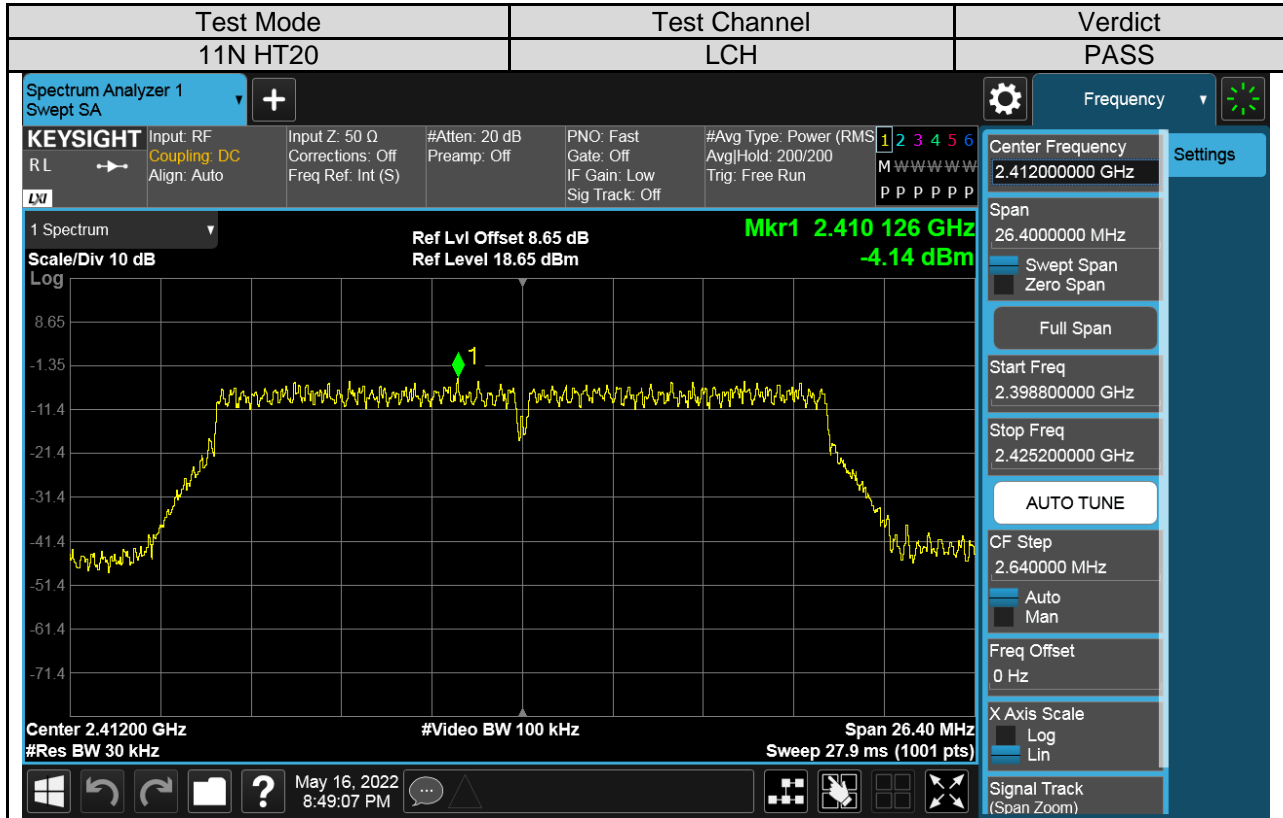 Test Mode Test Channel Verdict
11N HT20 LCH PASS
Spectrum Analyzer 1
Swept SA
+
Frequency
KEYSIGHT Input: RF Input Z: 50 Ω #Atten: 20 dB PNO: Fast #Avg Type: Power (RMS 1 2 3 4 5 6
R L Coupling: DC Corrections: Off Preamp: Off Gate: Off Avg|Hold: 200/200 M W W W W W
Align: Auto Freq Ref: Int (S) IF Gain: Low Trig: Free Run
LXI Sig Track: Off P P P P P P
1 Spectrum Ref Lvl Offset 8.65 dB Mkr1 2.410 126 GHz
Scale/Div 10 dB Ref Level 18.65 dBm -4.14 dBm
Log
8.65
1
-1.35
-11.4
-21.4
-31.4
-41.4
-51.4
-61.4
-71.4
Center 2.41200 GHz #Video BW 100 kHz Span 26.40 MHz
#Res BW 30 kHz Sweep 27.9 ms (1001 pts)
Center Frequency
2.412000000 GHz
Settings
Span
26.4000000 MHz
Swept Span
Zero Span
Full Span
Start Freq
2.398800000 GHz
Stop Freq
2.425200000 GHz
AUTO TUNE
CF Step
2.640000 MHz
Auto
Man
Freq Offset
0 Hz
X Axis Scale
Log
Lin
Signal Track
(Span Zoom)
?
May 16, 2022
8:49:07 PM